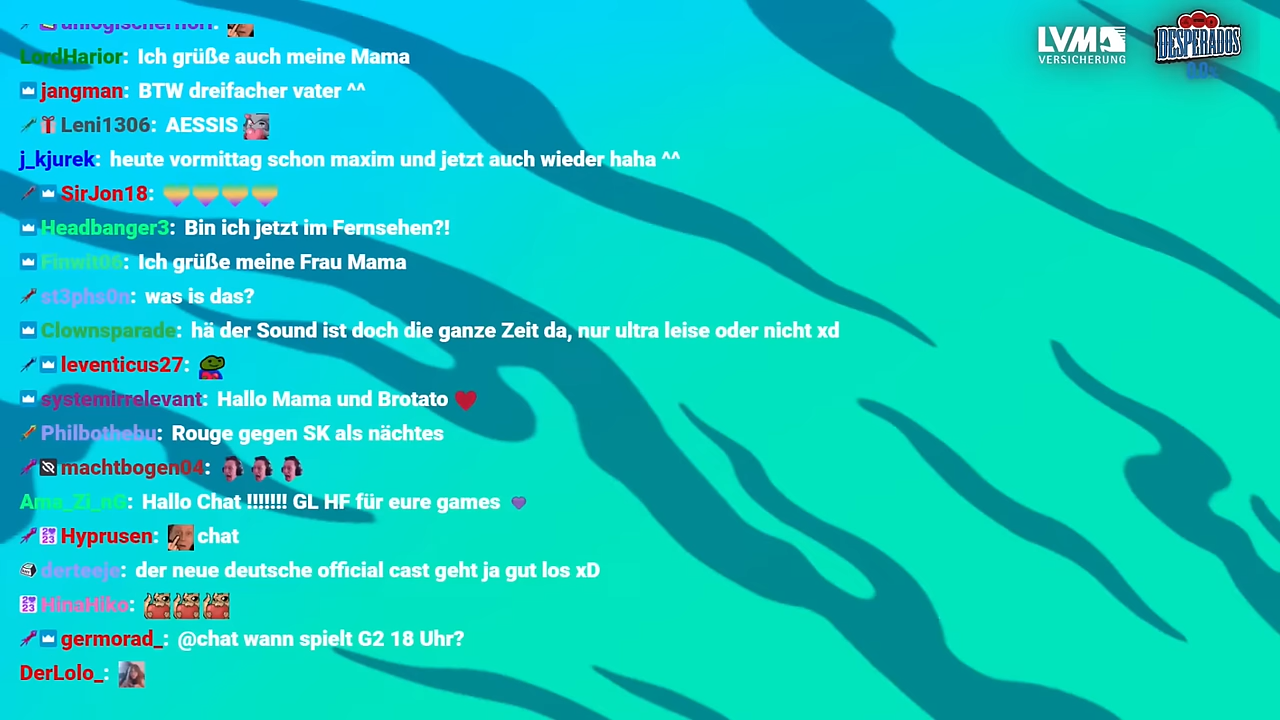 LordHarior: Ich grüße auch meine Mama
jangman: BTW dreifacher vater ^^
Leni1306: AESSIS
j_kjurek: heute vormittag schon maxim und jetzt auch wieder haha ^^
SirJon18:
Headbanger3: Bin ich jetzt im Fernsehen?!
Finwit06: Ich grüße meine Frau Mama
st3phs0n: was is das?
Clownsparade: hä der Sound ist doch die ganze Zeit da, nur ultra leise oder nicht xd
leventicus27:
systemirrelevant: Hallo Mama und Brotato
Philbothebu: Rouge gegen SK als nächtes
machtbogen04:
Ama_Zi_nG: Hallo Chat !!!!!!! GL HF für eure games
Hyprusen: chat
derteeje: der neue deutsche official cast geht ja gut los xD
HinaHiko:
germorad_: @chat wann spielt G2 18 Uhr?
DerLolo_:
LVM
VERSICHERUNG
DESPERADOS
0.0%